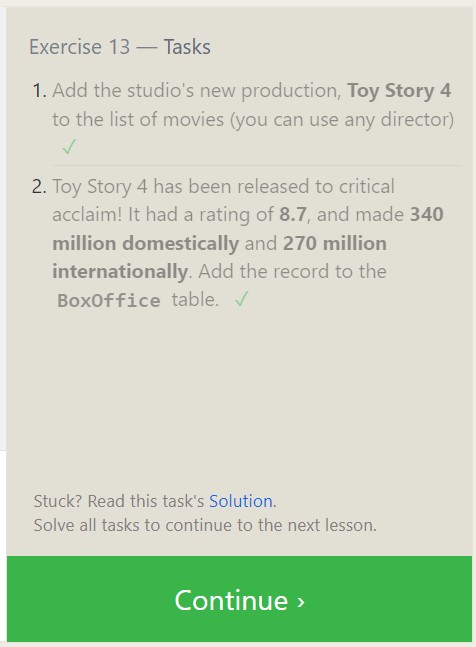 Exercise 13 — Tasks
1. Add the studio's new production, Toy Story 4
to the list of movies (you can use any director)
✓
2. Toy Story 4 has been released to critical
acclaim! It had a rating of 8.7, and made 340
million domestically and 270 million
internationally. Add the record to the
BoxOffice table. ✓
Stuck? Read this task's Solution.
Solve all tasks to continue to the next lesson.
Continue ›